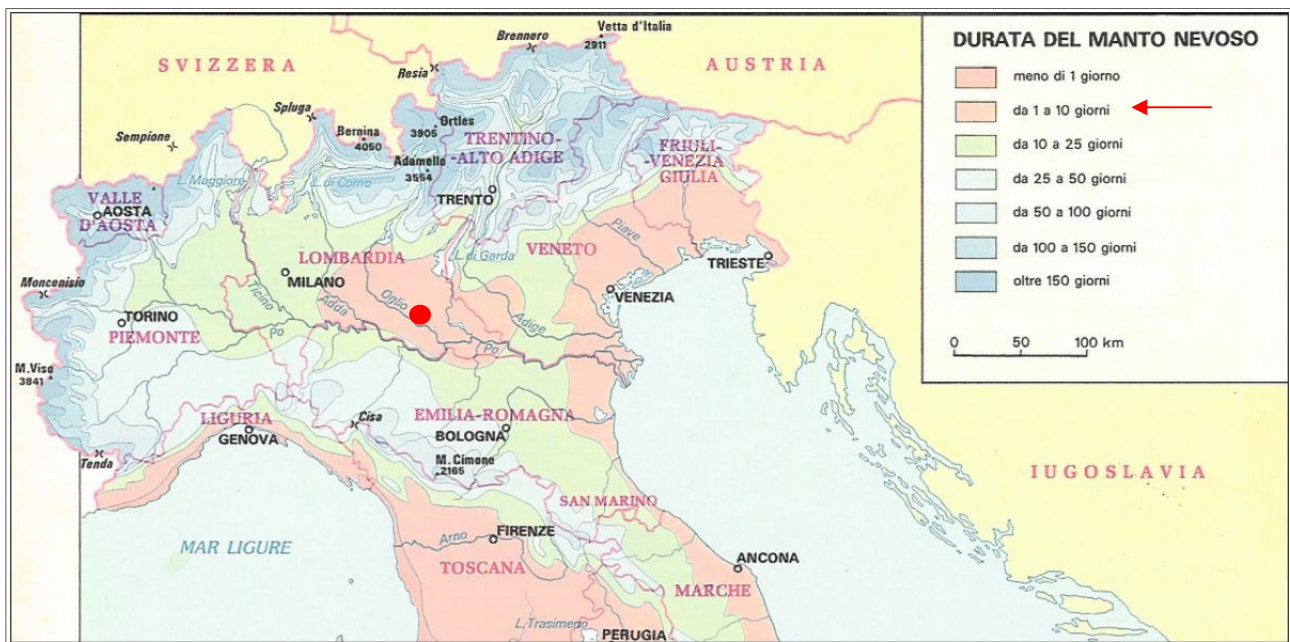 Vetta d'Italia
2911
Brennero
SVIZZERA
Resia
AUSTRIA
Spluga
Sempione
Bernina
4050
Ortles
3905
Adamello
3554
TRENTINO-
ALTO ADIGE
FRIULI-
VENEZIA
GIULIA
L. Maggiore
L. di Como
TRENTO
VALLE
D'AOSTA
AOSTA
LOMBARDIA
L. di Garda
VENETO
Piave
TRIESTE
Moncenisio
MILANO
VENEZIA
Ticino
Adda
Oglio
Adige
TORINO
PIEMONTE
Po
Po
M. Viso
3841
LIGURIA
GENOVA
Cisa
EMILIA-ROMAGNA
BOLOGNA
M. Cimone
2165
Tenda
SAN MARINO
MAR LIGURE
Arno
FIRENZE
TOSCANA
ANCONA
MARCHE
L. Trasimeno
PERUGIA
IUGOSLAVIA
DURATA DEL MANTO NEVOSO
meno di 1 giorno
da 1 a 10 giorni
da 10 a 25 giorni
da 25 a 50 giorni
da 50 a 100 giorni
da 100 a 150 giorni
oltre 150 giorni
0 50 100 km